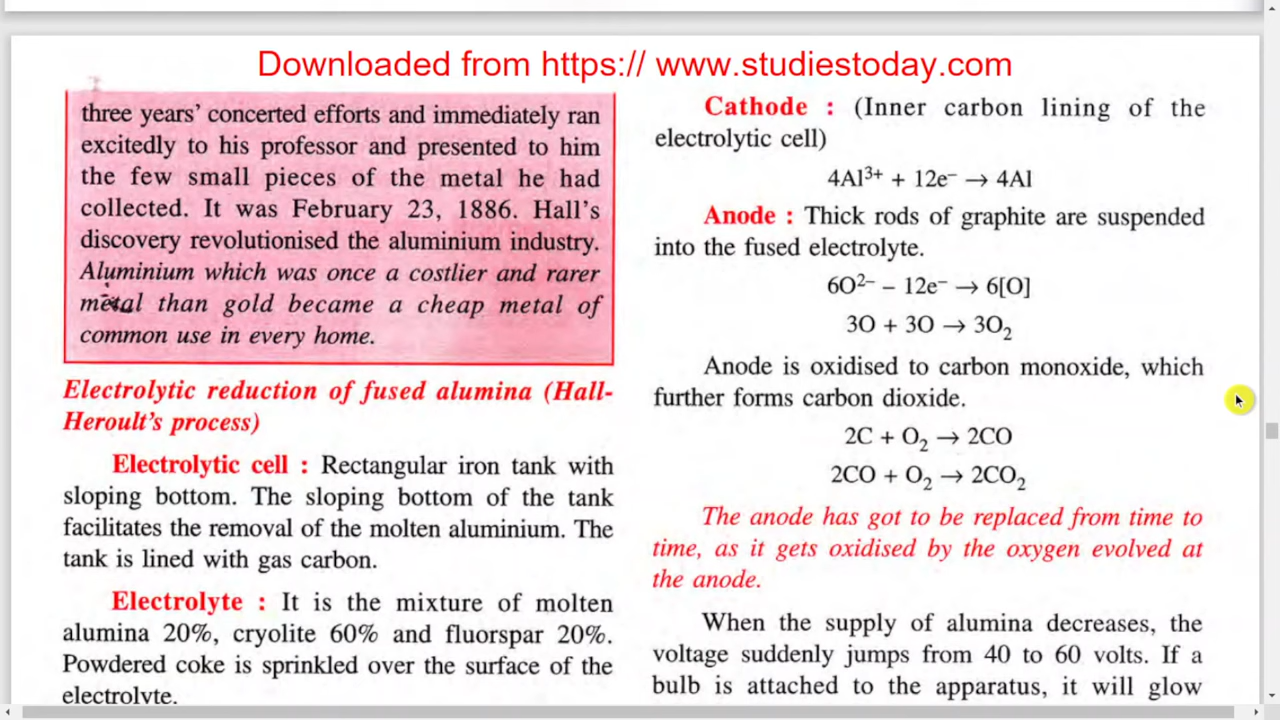 Downloaded from https:// www.studiestoday.com
three years' concerted efforts and immediately ran
excitedly to his professor and presented to him
the few small pieces of the metal he had
collected. It was February 23, 1886. Hall's
discovery revolutionised the aluminium industry.
Aluminium which was once a costlier and rarer
metal than gold became a cheap metal of
common use in every home.
Electrolytic reduction of fused alumina (Hall-
Heroult's process)
Electrolytic cell : Rectangular iron tank with
sloping bottom. The sloping bottom of the tank
facilitates the removal of the molten aluminium. The
tank is lined with gas carbon.
Electrolyte : It is the mixture of molten
alumina 20%, cryolite 60% and fluorspar 20%.
Powdered coke is sprinkled over the surface of the
electrolyte.
Cathode : (Inner carbon lining of the
electrolytic cell)
4Al³⁺ + 12e⁻ → 4Al
Anode : Thick rods of graphite are suspended
into the fused electrolyte.
6O²⁻ – 12e⁻ → 6[O]
3O + 3O → 3O₂
Anode is oxidised to carbon monoxide, which
further forms carbon dioxide.
2C + O₂ → 2CO
2CO + O₂ → 2CO₂
The anode has got to be replaced from time to
time, as it gets oxidised by the oxygen evolved at
the anode.
When the supply of alumina decreases, the
voltage suddenly jumps from 40 to 60 volts. If a
bulb is attached to the apparatus, it will glow